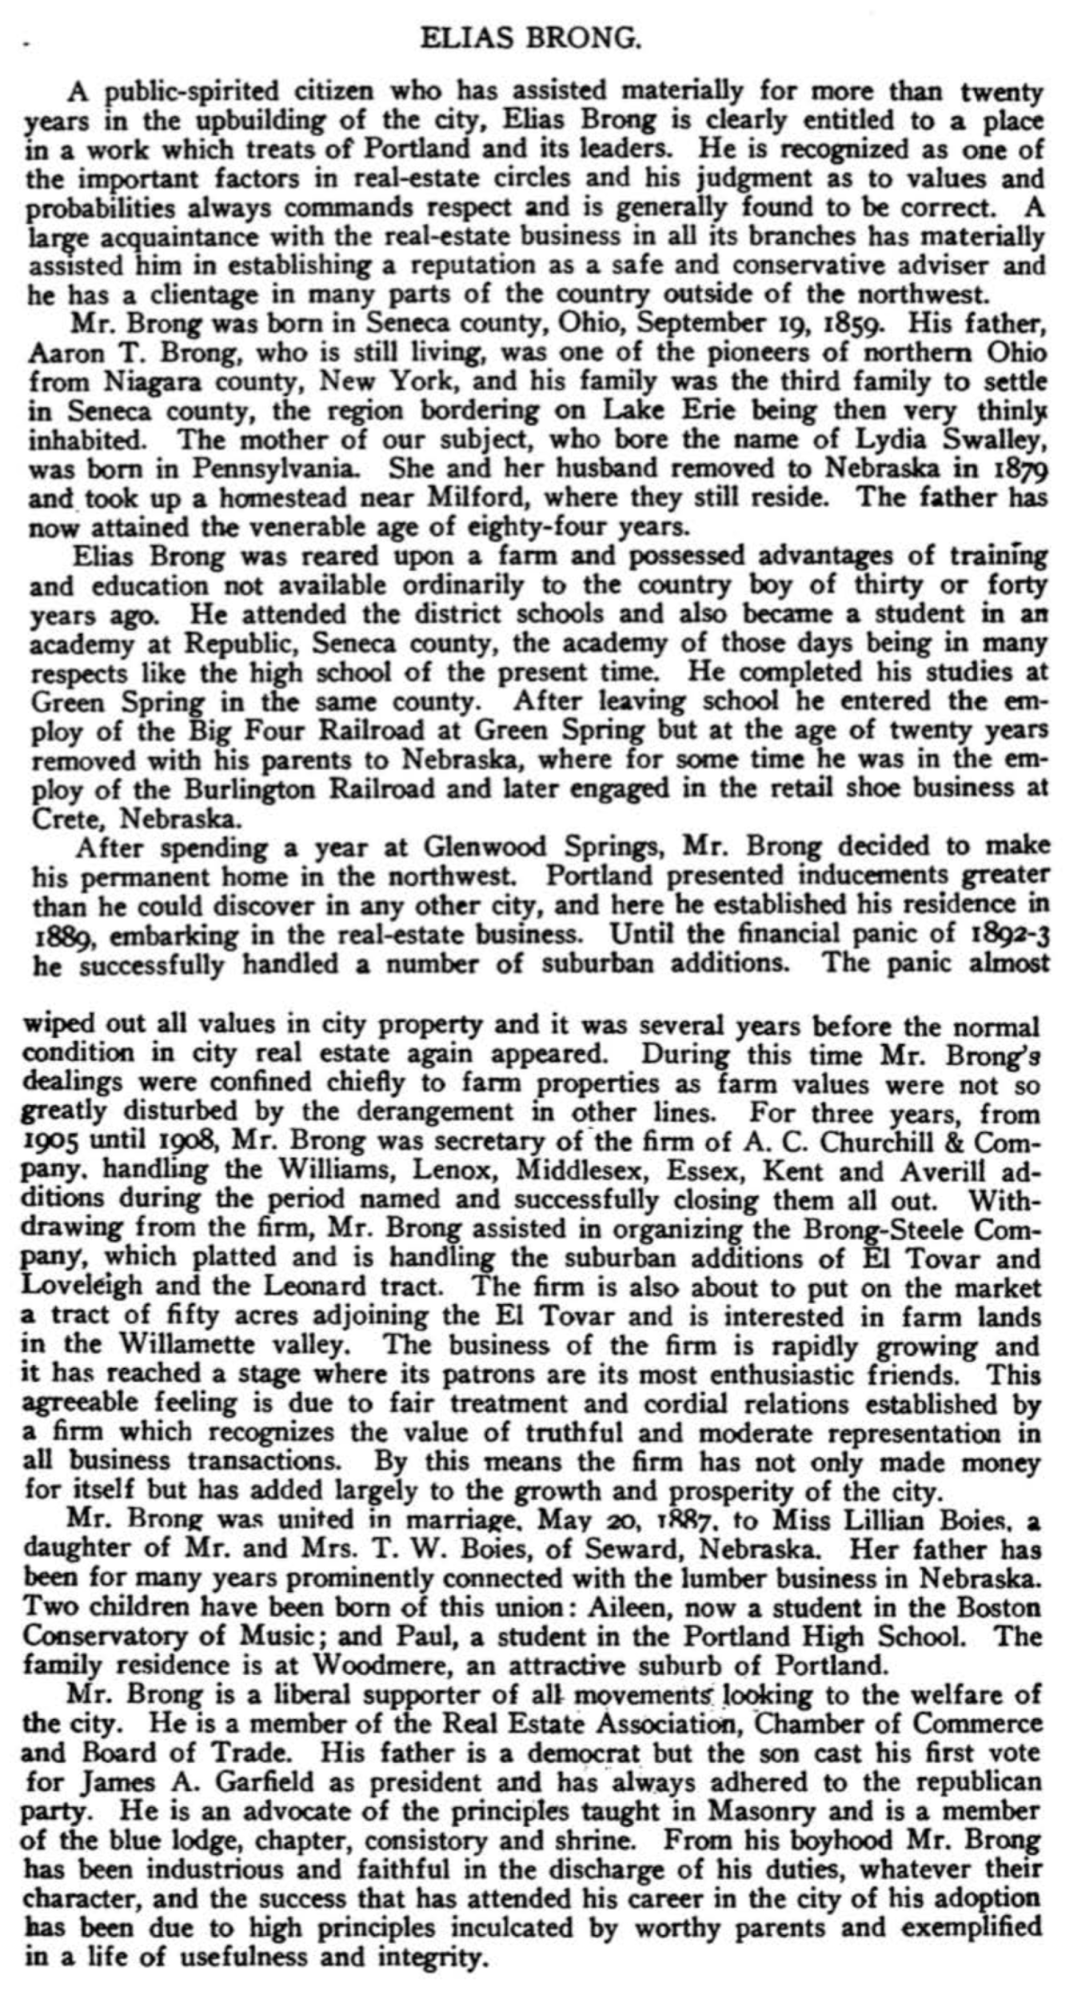 ELIAS BRONG.
A public-spirited citizen who has assisted materially for more than twenty
years in the upbuilding of the city, Elias Brong is clearly entitled to a place
in a work which treats of Portland and its leaders. He is recognized as one of
the important factors in real-estate circles and his judgment as to values and
probabilities always commands respect and is generally found to be correct. A
large acquaintance with the real-estate business in all its branches has materially
assisted him in establishing a reputation as a safe and conservative adviser and
he has a clientage in many parts of the country outside of the northwest.
Mr. Brong was born in Seneca county, Ohio, September 19, 1859. His father,
Aaron T. Brong, who is still living, was one of the pioneers of northern Ohio
from Niagara county, New York, and his family was the third family to settle
in Seneca county, the region bordering on Lake Erie being then very thinly
inhabited. The mother of our subject, who bore the name of Lydia Swalley,
was born in Pennsylvania. She and her husband removed to Nebraska in 1879
and took up a homestead near Milford, where they still reside. The father has
now attained the venerable age of eighty-four years.
Elias Brong was reared upon a farm and possessed advantages of training
and education not available ordinarily to the country boy of thirty or forty
years ago. He attended the district schools and also became a student in an
academy at Republic, Seneca county, the academy of those days being in many
respects like the high school of the present time. He completed his studies at
Green Spring in the same county. After leaving school he entered the em-
ploy of the Big Four Railroad at Green Spring but at the age of twenty years
removed with his parents to Nebraska, where for some time he was in the em-
ploy of the Burlington Railroad and later engaged in the retail shoe business at
Crete, Nebraska.
After spending a year at Glenwood Springs, Mr. Brong decided to make
his permanent home in the northwest. Portland presented inducements greater
than he could discover in any other city, and here he established his residence in
1889, embarking in the real-estate business. Until the financial panic of 1892-3
he successfully handled a number of suburban additions. The panic almost
wiped out all values in city property and it was several years before the normal
condition in city real estate again appeared. During this time Mr. Brong's
dealings were confined chiefly to farm properties as farm values were not so
greatly disturbed by the derangement in other lines. For three years, from
1905 until 1908, Mr. Brong was secretary of the firm of A. C. Churchill & Com-
pany, handling the Williams, Lenox, Middlesex, Essex, Kent and Averill ad-
ditions during the period named and successfully closing them all out. With-
drawing from the firm, Mr. Brong assisted in organizing the Brong-Steele Com-
pany, which platted and is handling the suburban additions of El Tovar and
Loveleigh and the Leonard tract. The firm is also about to put on the market
a tract of fifty acres adjoining the El Tovar and is interested in farm lands
in the Willamette valley. The business of the firm is rapidly growing and
it has reached a stage where its patrons are its most enthusiastic friends. This
agreeable feeling is due to fair treatment and cordial relations established by
a firm which recognizes the value of truthful and moderate representation in
all business transactions. By this means the firm has not only made money
for itself but has added largely to the growth and prosperity of the city.
Mr. Brong was united in marriage, May 20, 1887, to Miss Lillian Boies, a
daughter of Mr. and Mrs. T. W. Boies, of Seward, Nebraska. Her father has
been for many years prominently connected with the lumber business in Nebraska.
Two children have been born of this union: Aileen, now a student in the Boston
Conservatory of Music; and Paul, a student in the Portland High School. The
family residence is at Woodmere, an attractive suburb of Portland.
Mr. Brong is a liberal supporter of all movements looking to the welfare of
the city. He is a member of the Real Estate Association, Chamber of Commerce
and Board of Trade. His father is a democrat but the son cast his first vote
for James A. Garfield as president and has always adhered to the republican
party. He is an advocate of the principles taught in Masonry and is a member
of the blue lodge, chapter, consistory and shrine. From his boyhood Mr. Brong
has been industrious and faithful in the discharge of his duties, whatever their
character, and the success that has attended his career in the city of his adoption
has been due to high principles inculcated by worthy parents and exemplified
in a life of usefulness and integrity.